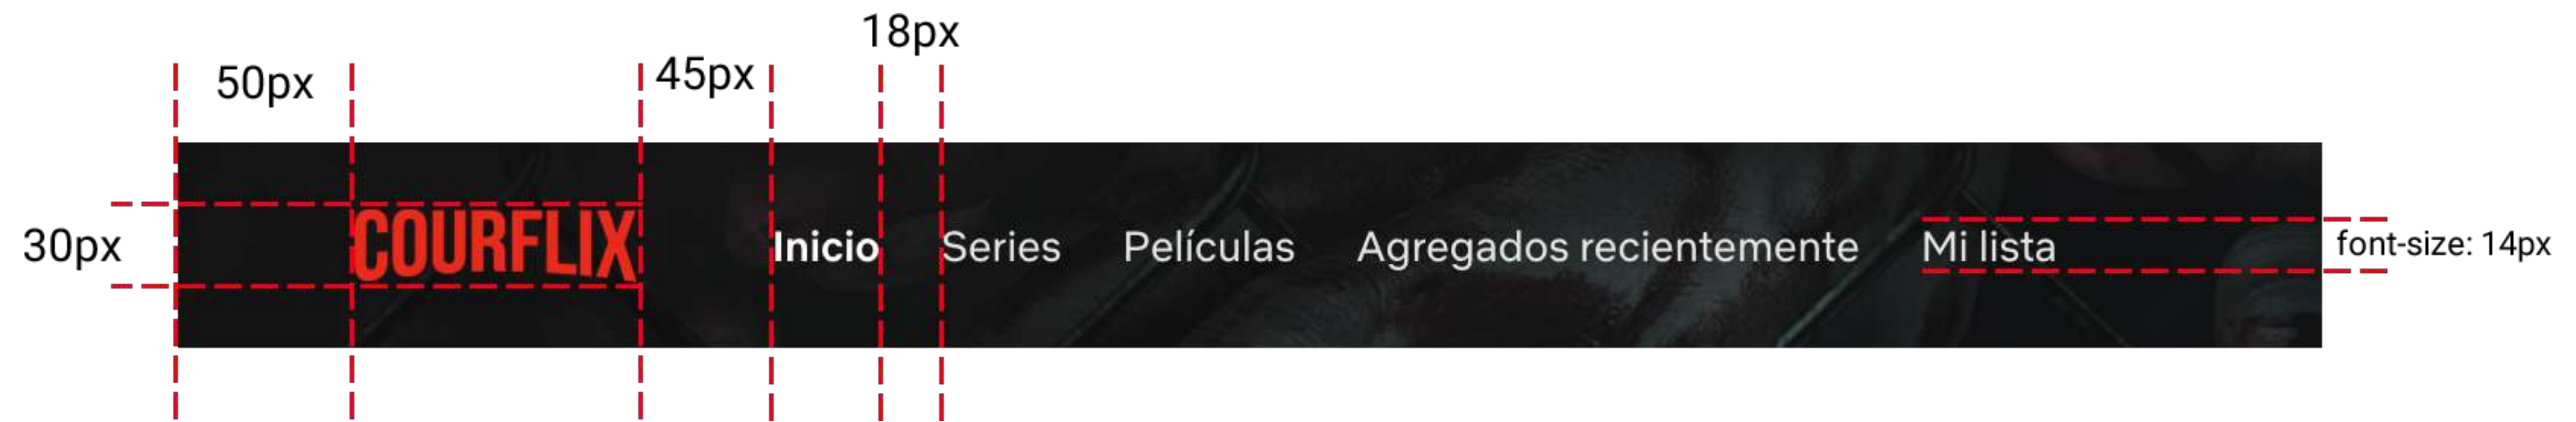 18px
50px
45px
30px
COURFLIX
Inicio
Series
Películas
Agregados recientemente
Mi lista
font-size: 14px